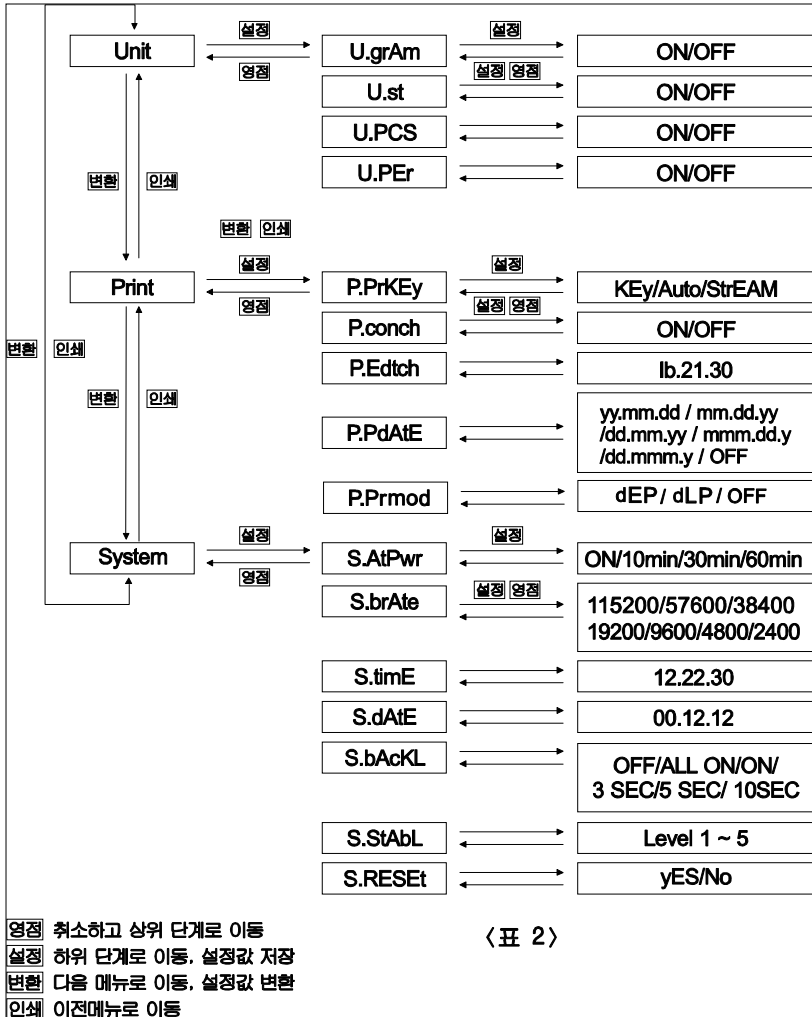 설정
설정
Unit
U.grAm
ON/OFF
영점
설정 영점
U.st
ON/OFF
U.PCS
ON/OFF
변환 인쇄
U.PEr
ON/OFF
변환 인쇄
설정
설정
Print
P.PrKEy
KEy/Auto/StrEAM
영점
설정 영점
P.conch
ON/OFF
변환 인쇄
P.Edtch
lb.21.30
변환 인쇄
P.PdAtE
yy.mm.dd / mm.dd.yy
/dd.mm.yy / mmm.dd.y
/dd.mmm.y / OFF
P.Prmod
dEP / dLP / OFF
설정
설정
System
S.AtPwr
ON/10min/30min/60min
영점
설정 영점
S.brAte
115200/57600/38400
19200/9600/4800/2400
S.timE
12.22.30
S.dAtE
00.12.12
S.bAcKL
OFF/ALL ON/ON/
3 SEC/5 SEC/ 10SEC
S.StAbL
Level 1 ~ 5
S.RESEt
yES/No
영점 취소하고 상위 단계로 이동
〈표 2〉
설정 하위 단계로 이동, 설정값 저장
변환 다음 메뉴로 이동, 설정값 변환
인쇄 이전메뉴로 이동